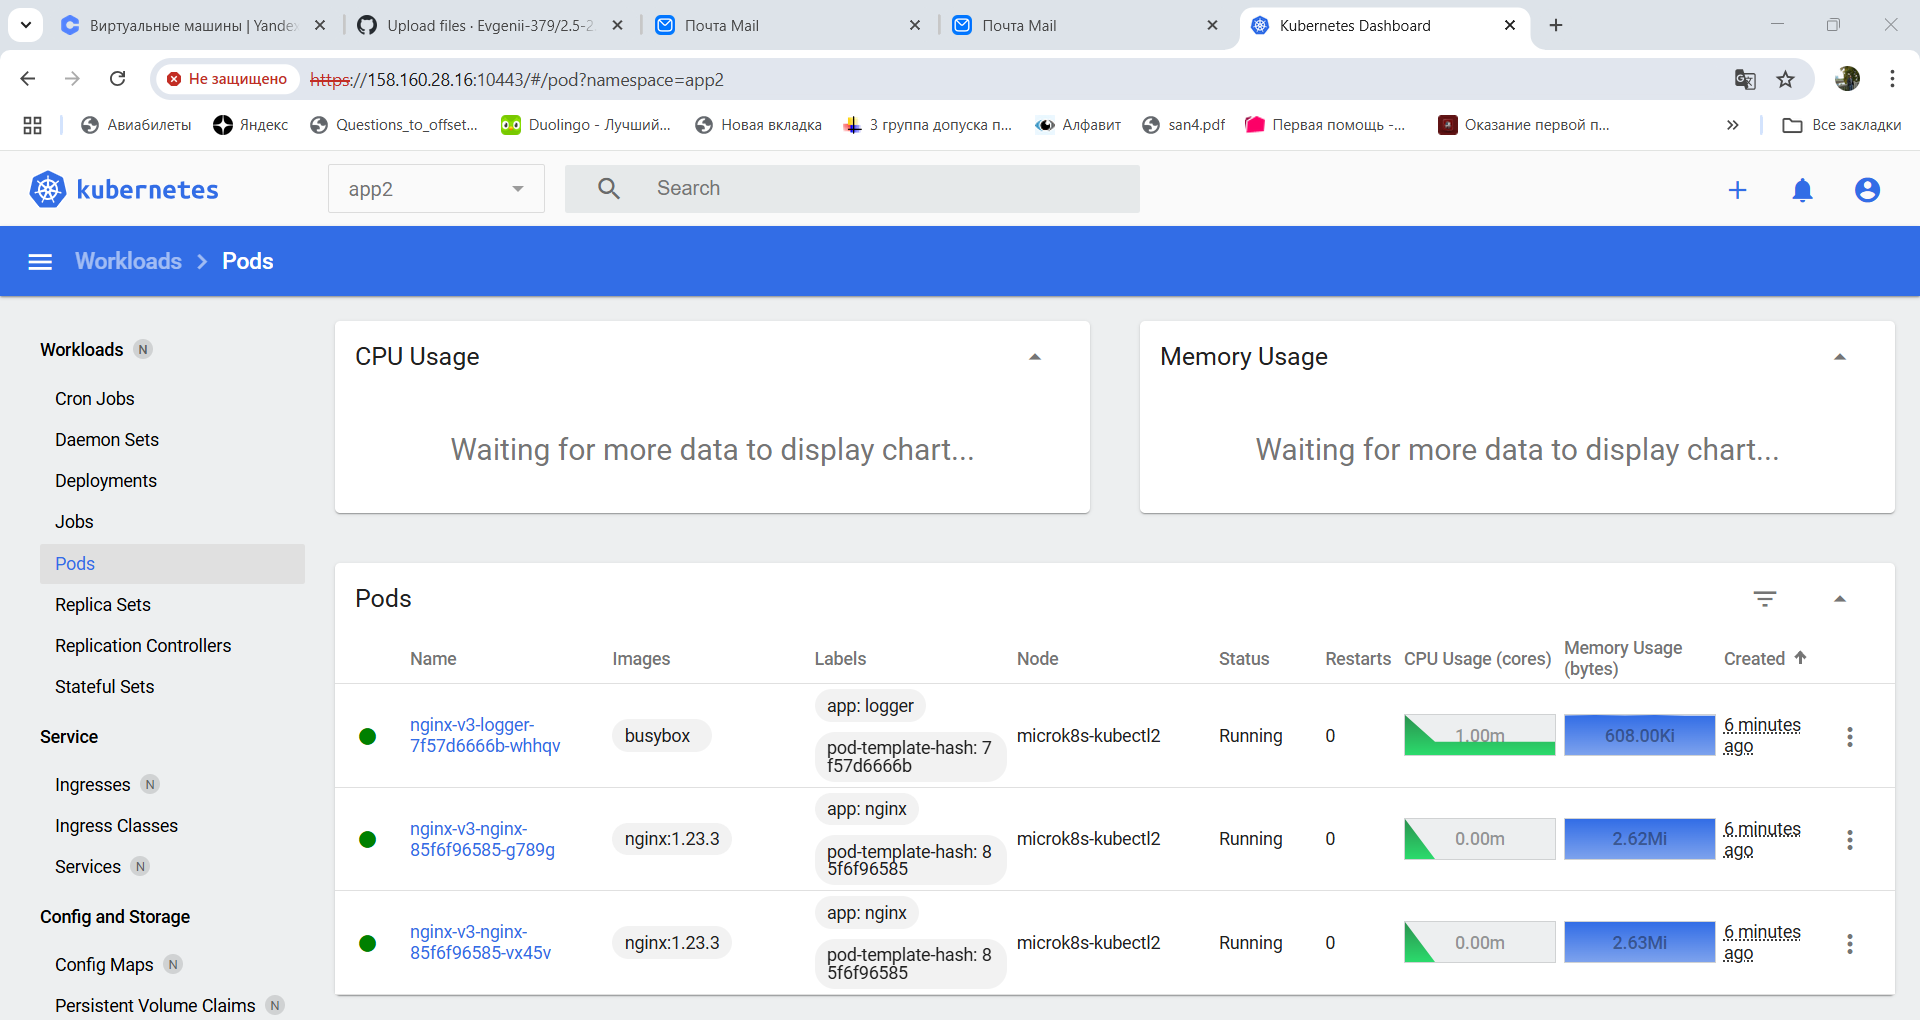 Виртуальные машины | Yande
Upload files · Evgenii-379/2.5-2
Почта Mail
Почта Mail
Kubernetes Dashboard
Не защищено
https://158.160.28.16:10443/#/pod?namespace=app2
Авиабилеты
Яндекс
Questions_to_offset...
Duolingo - Лучший...
Новая вкладка
3 группа допуска п...
Алфавит
san4.pdf
Первая помощь -...
Оказание первой п...
Все закладки
kubernetes
app2
Search
Workloads
Pods
Workloads N
Cron Jobs
Daemon Sets
Deployments
Jobs
Pods
Replica Sets
Replication Controllers
Stateful Sets
Service
Ingresses N
Ingress Classes
Services N
Config and Storage
Config Maps N
Persistent Volume Claims N
CPU Usage
Waiting for more data to display chart...
Memory Usage
Waiting for more data to display chart...
Pods
Name
Images
Labels
Node
Status
Restarts
CPU Usage (cores)
Memory Usage
(bytes)
Created
nginx-v3-logger-
7f57d6666b-whhqv
busybox
app: logger
pod-template-hash: 7
f57d6666b
microk8s-kubectl2
Running
0
1.00m
608.00Ki
6 minutes
ago
nginx-v3-nginx-
85f6f96585-g789g
nginx:1.23.3
app: nginx
pod-template-hash: 8
5f6f96585
microk8s-kubectl2
Running
0
0.00m
2.62Mi
6 minutes
ago
nginx-v3-nginx-
85f6f96585-vx45v
nginx:1.23.3
app: nginx
pod-template-hash: 8
5f6f96585
microk8s-kubectl2
Running
0
0.00m
2.63Mi
6 minutes
ago